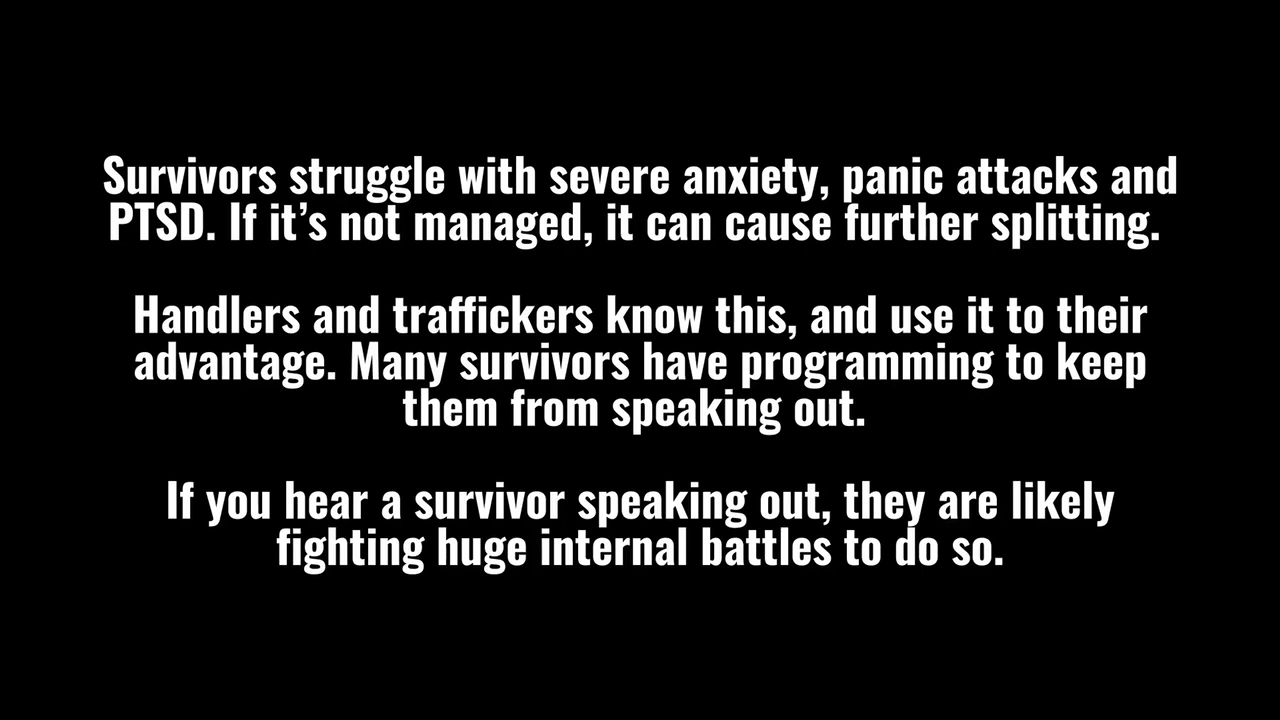 Survivors struggle with severe anxiety, panic attacks and
PTSD. If it’s not managed, it can cause further splitting.
Handlers and traffickers know this, and use it to their
advantage. Many survivors have programming to keep
them from speaking out.
If you hear a survivor speaking out, they are likely
fighting huge internal battles to do so.